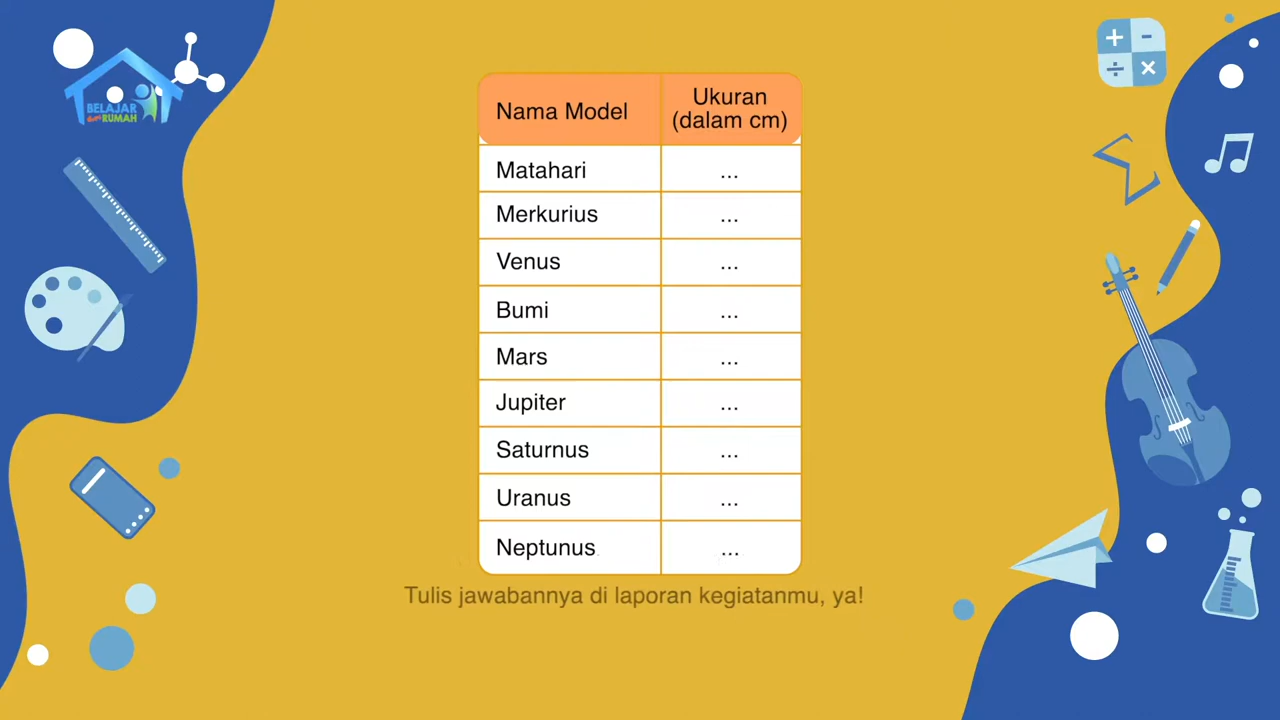 BELAJAR
dari RUMAH
Nama Model
Ukuran
(dalam cm)
Matahari
...
Merkurius
...
Venus
...
Bumi
...
Mars
...
Jupiter
...
Saturnus
...
Uranus
...
Neptunus
...
Tulis jawabannya di laporan kegiatanmu, ya!